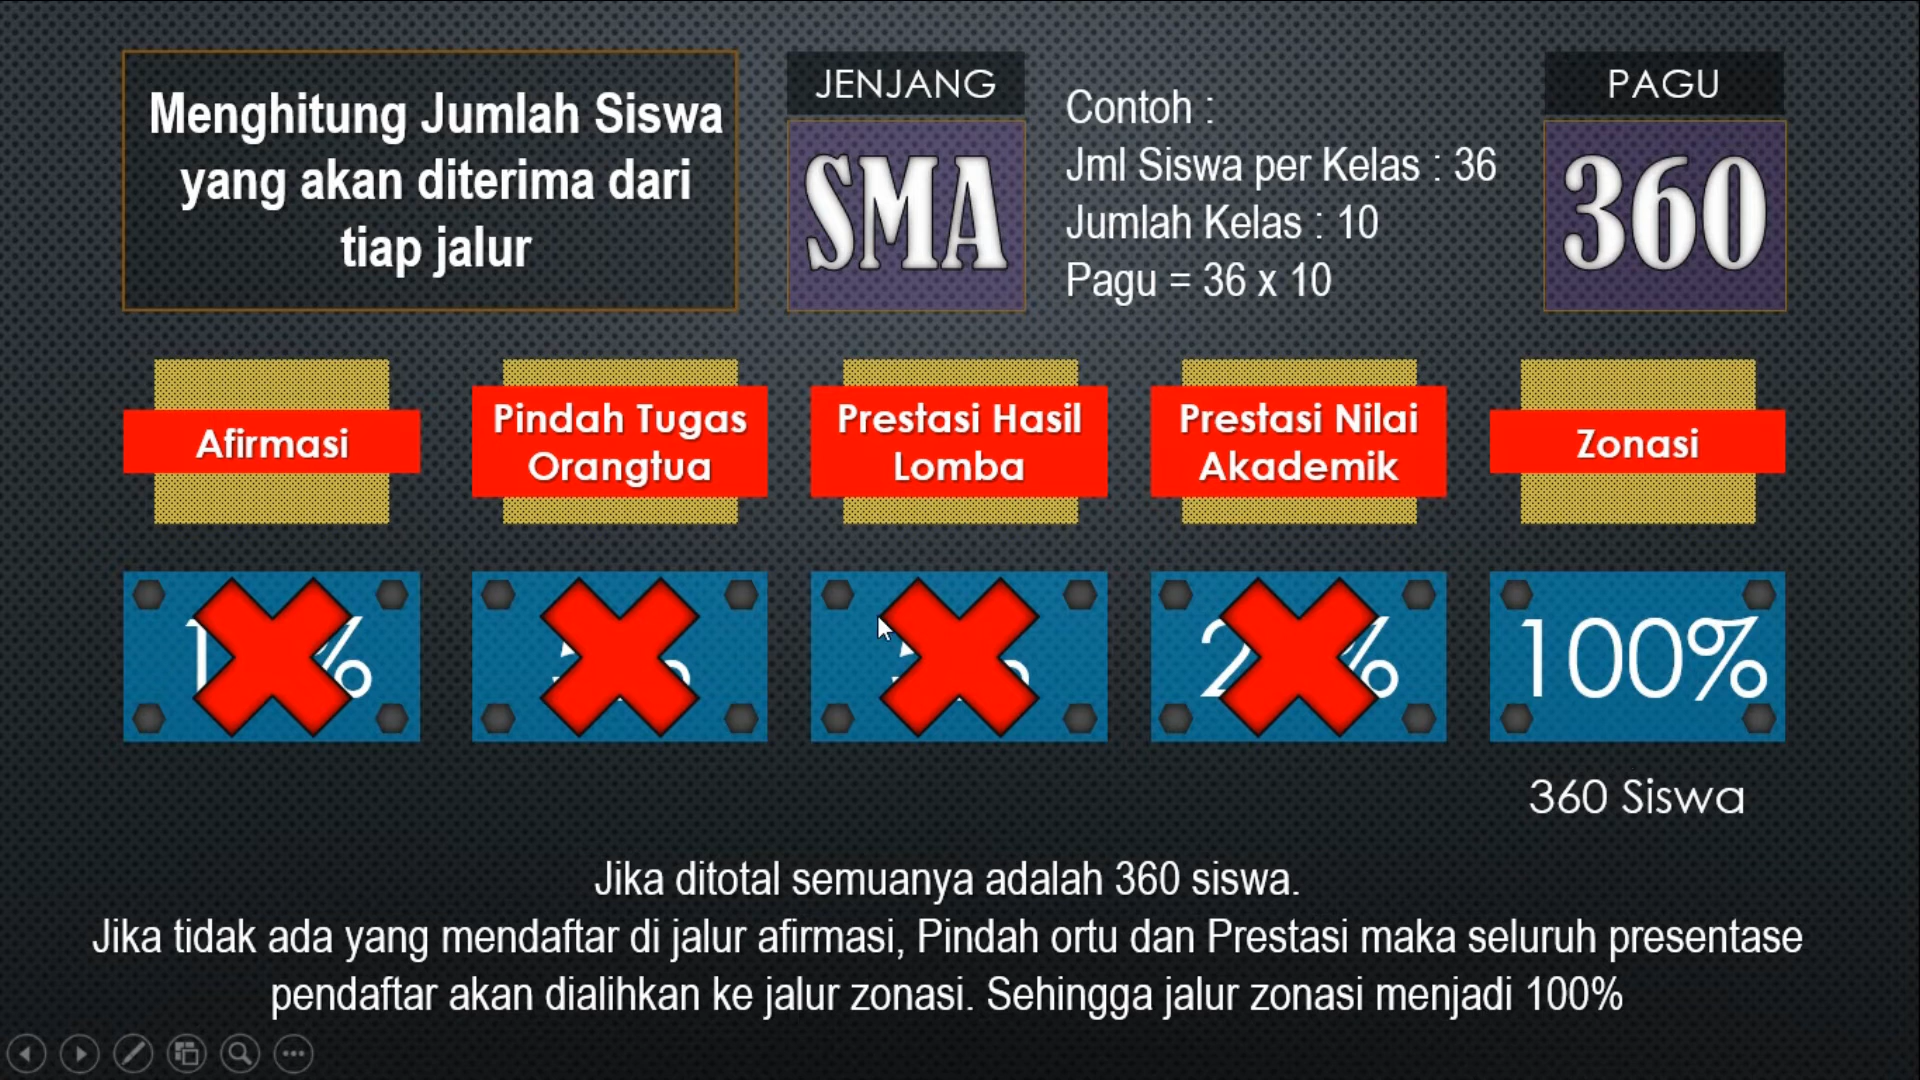 Menghitung Jumlah Siswa
yang akan diterima dari
tiap jalur
JENJANG
SMA
Contoh :
Jml Siswa per Kelas : 36
Jumlah Kelas : 10
Pagu = 36 x 10
PAGU
360
Afirmasi
Pindah Tugas
Orangtua
Prestasi Hasil
Lomba
Prestasi Nilai
Akademik
Zonasi
100%
360 Siswa
Jika ditotal semuanya adalah 360 siswa.
Jika tidak ada yang mendaftar di jalur afirmasi, Pindah ortu dan Prestasi maka seluruh presentase
pendaftar akan dialihkan ke jalur zonasi. Sehingga jalur zonasi menjadi 100%